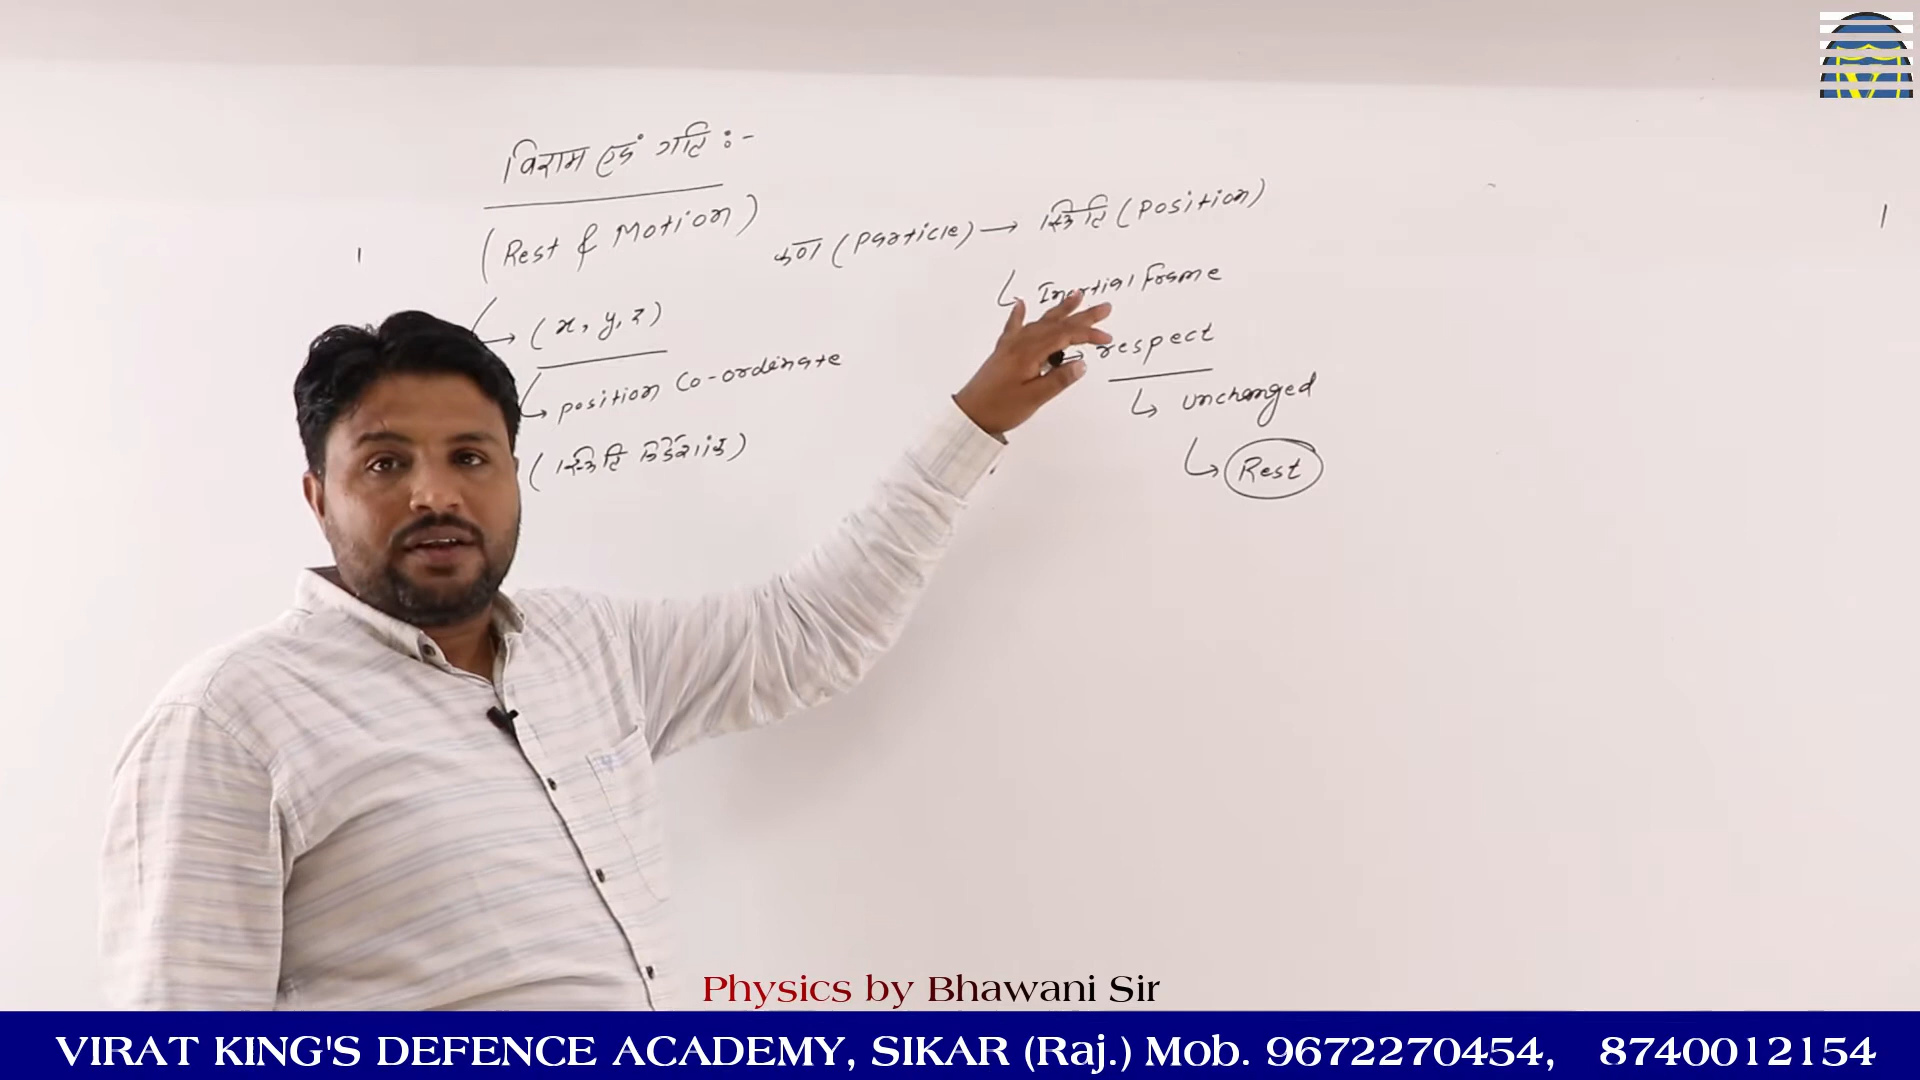 विराम एवं गति :-
(Rest & Motion)
(x, y, z)
position Co-ordinate
(स्थिति निर्देशांक)
कण (Particle) → स्थिति (Position)
Inertial Frame
respect
unchanged
Rest
Physics by Bhawani Sir
VIRAT KING'S DEFENCE ACADEMY, SIKAR (Raj.) Mob. 9672270454, 8740012154